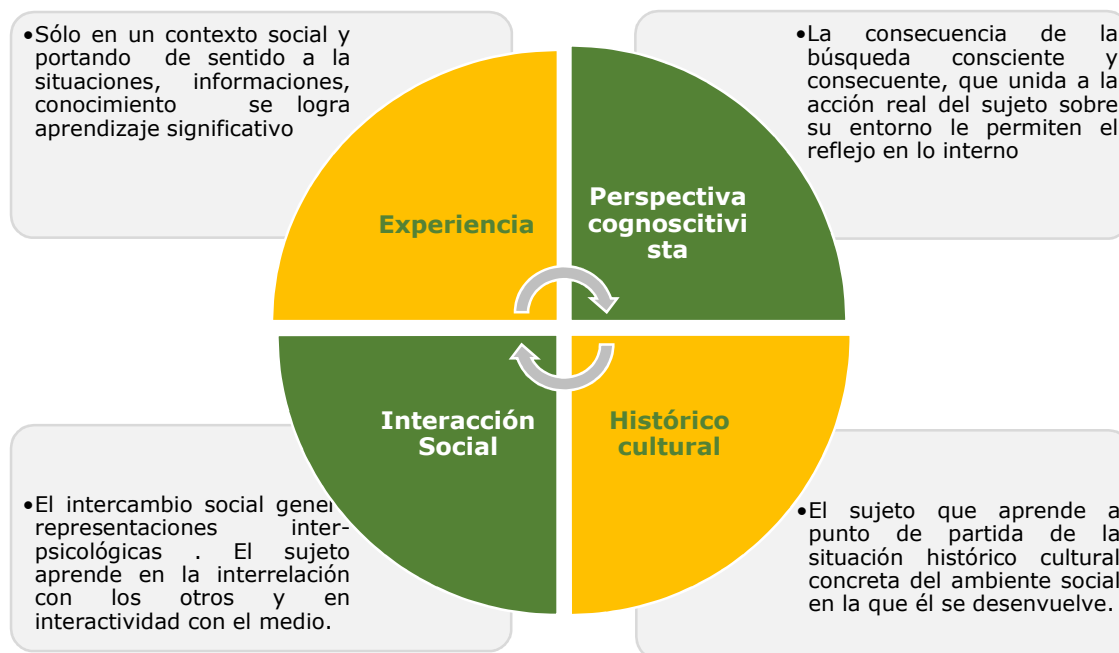 •Sólo en un contexto social y
portando de sentido a la
situaciones, informaciones,
conocimiento se logra
aprendizaje significativo
•La consecuencia de la
búsqueda consciente y
consecuente, que unida a la
acción real del sujeto sobre
su entorno le permiten el
reflejo en lo interno
Experiencia
Perspectiva
cognoscitivi
sta
Interacción
Social
Histórico
cultural
•El intercambio social gener
representaciones inter-
psicológicas . El sujeto
aprende en la interrelación
con los otros y en
interactividad con el medio.
•El sujeto que aprende a
punto de partida de la
situación histórico cultural
concreta del ambiente social
en la que él se desenvuelve.